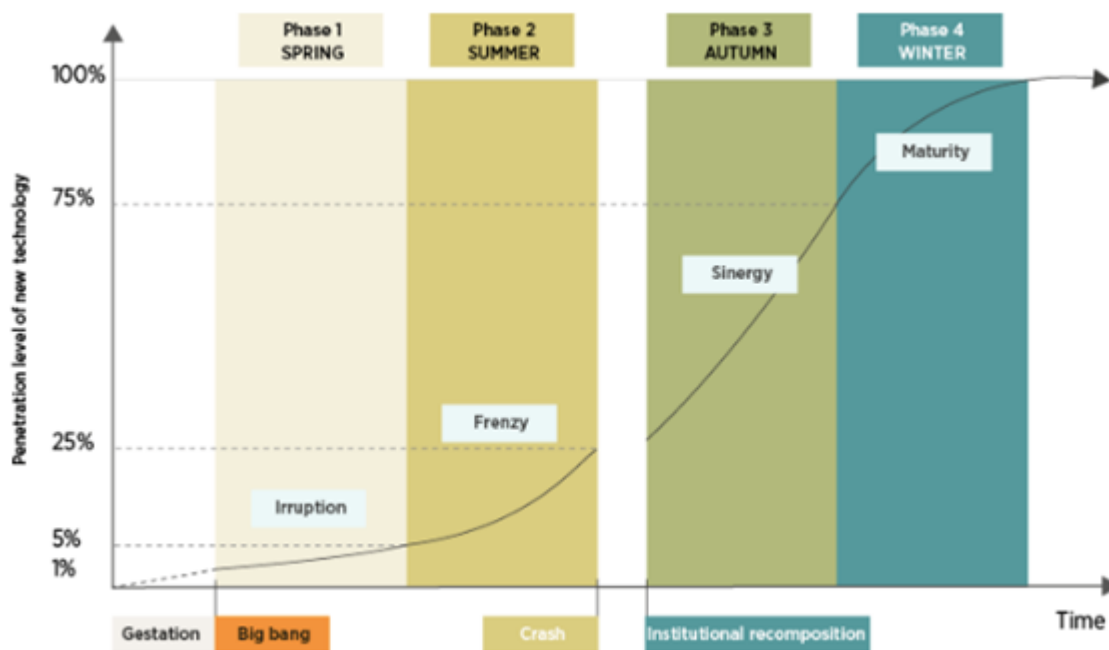 Phase 1
SPRING
Phase 2
SUMMER
Phase 3
AUTUMN
Phase 4
WINTER
100%
Maturity
Penetration level of new technology
75%
Sinergy
Frenzy
25%
Irruption
5%
1%
Time
Gestation
Big bang
Crash
Institutional recomposition